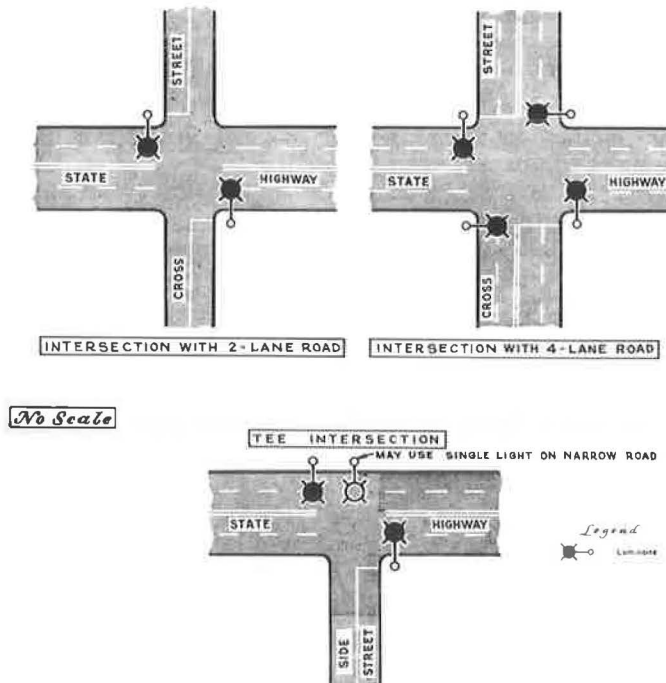 STREET
STATE
HIGHWAY
CROSS
INTERSECTION WITH 2-LANE ROAD
STREET
STATE
HIGHWAY
CROSS
INTERSECTION WITH 4-LANE ROAD
No Scale
TEE INTERSECTION
MAY USE SINGLE LIGHT ON NARROW ROAD
STATE
HIGHWAY
SIDE
STREET
Legend
Luminaire